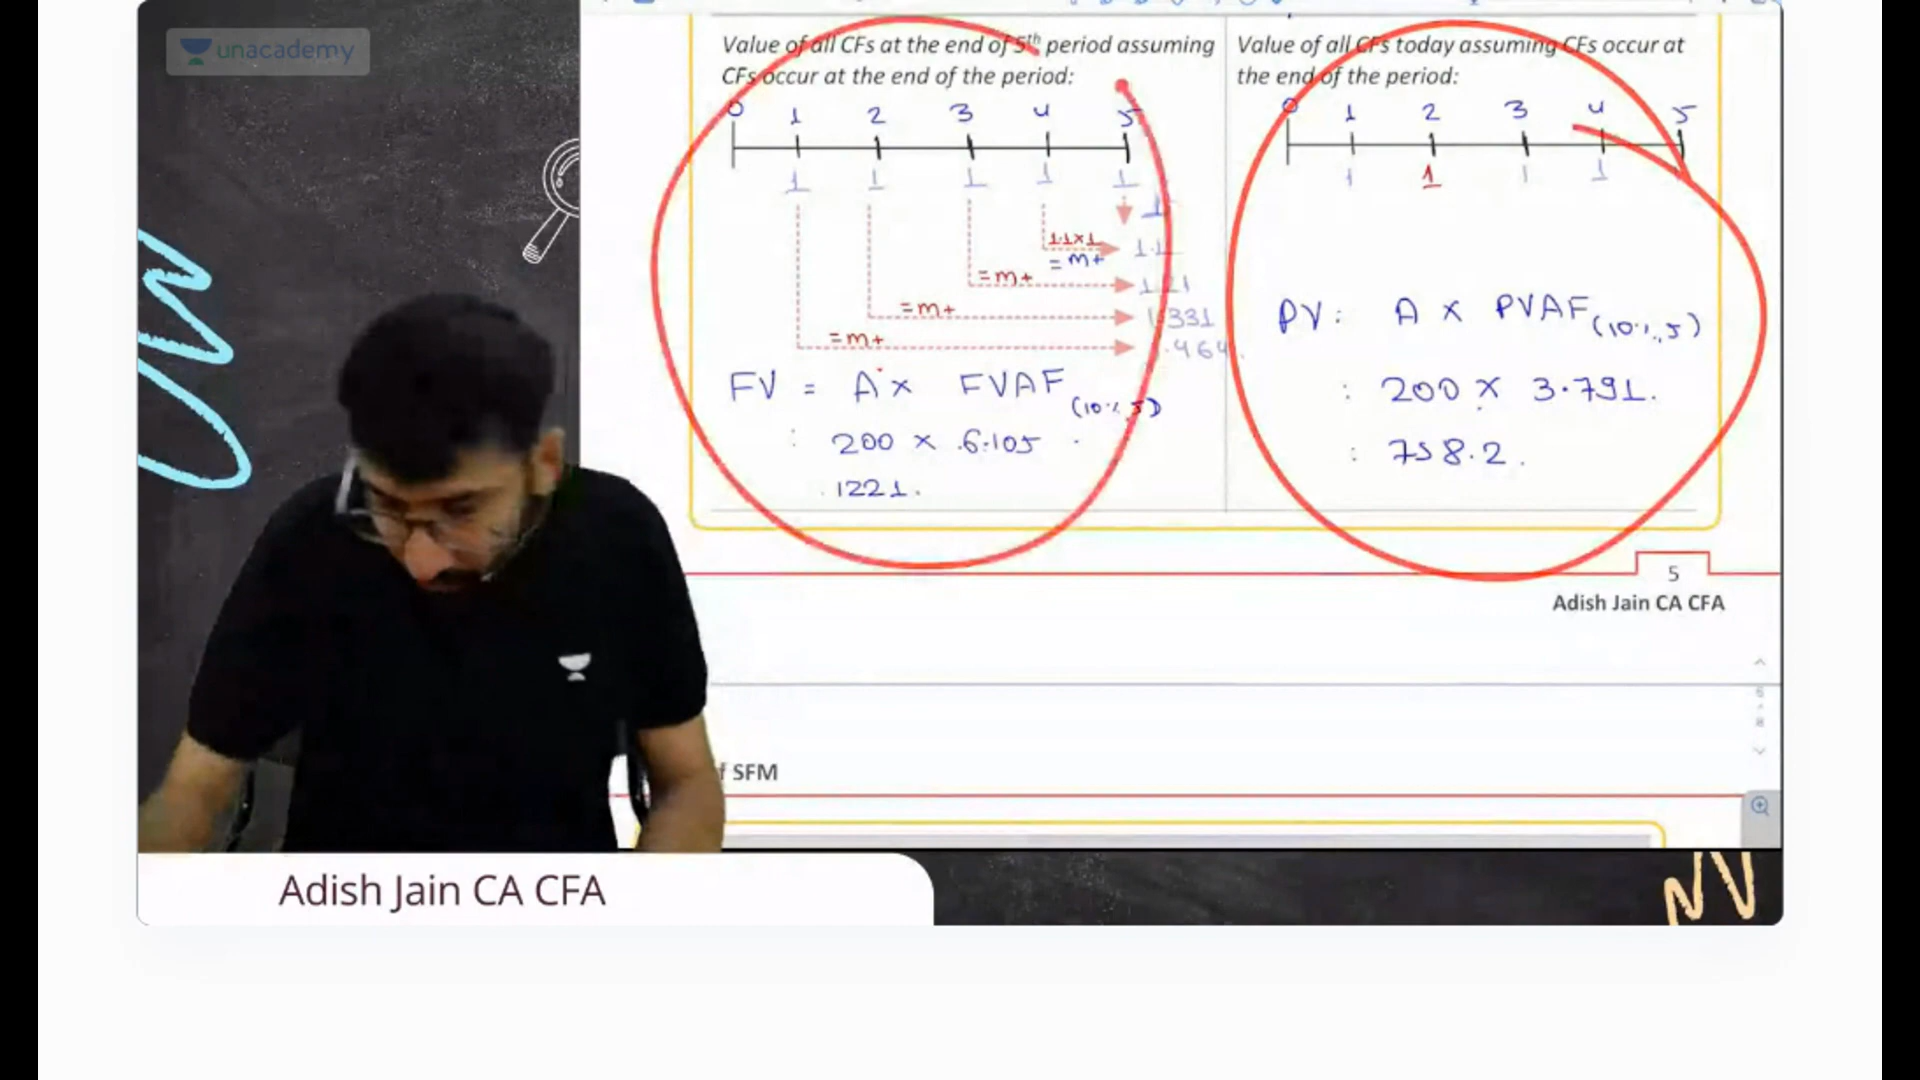 unacademy
Value of all CFs at the end of 5th period assuming
CFs occur at the end of the period:
0 1 2 3 4 5
1 1 1 1 1
1
1.1×1
= m+
1.1
= m+
1.21
= m+
1.331
= m+
1.464
FV = A × FVAF (10%, 5)
: 200 × 6.105
1221.
Value of all CFs today assuming CFs occur at
the end of the period:
0 1 2 3 4 5
1 1 1 1
PV : A × PVAF (10%, 5)
: 200 × 3.791.
: 758.2.
5
Adish Jain CA CFA
f SFM
Adish Jain CA CFA